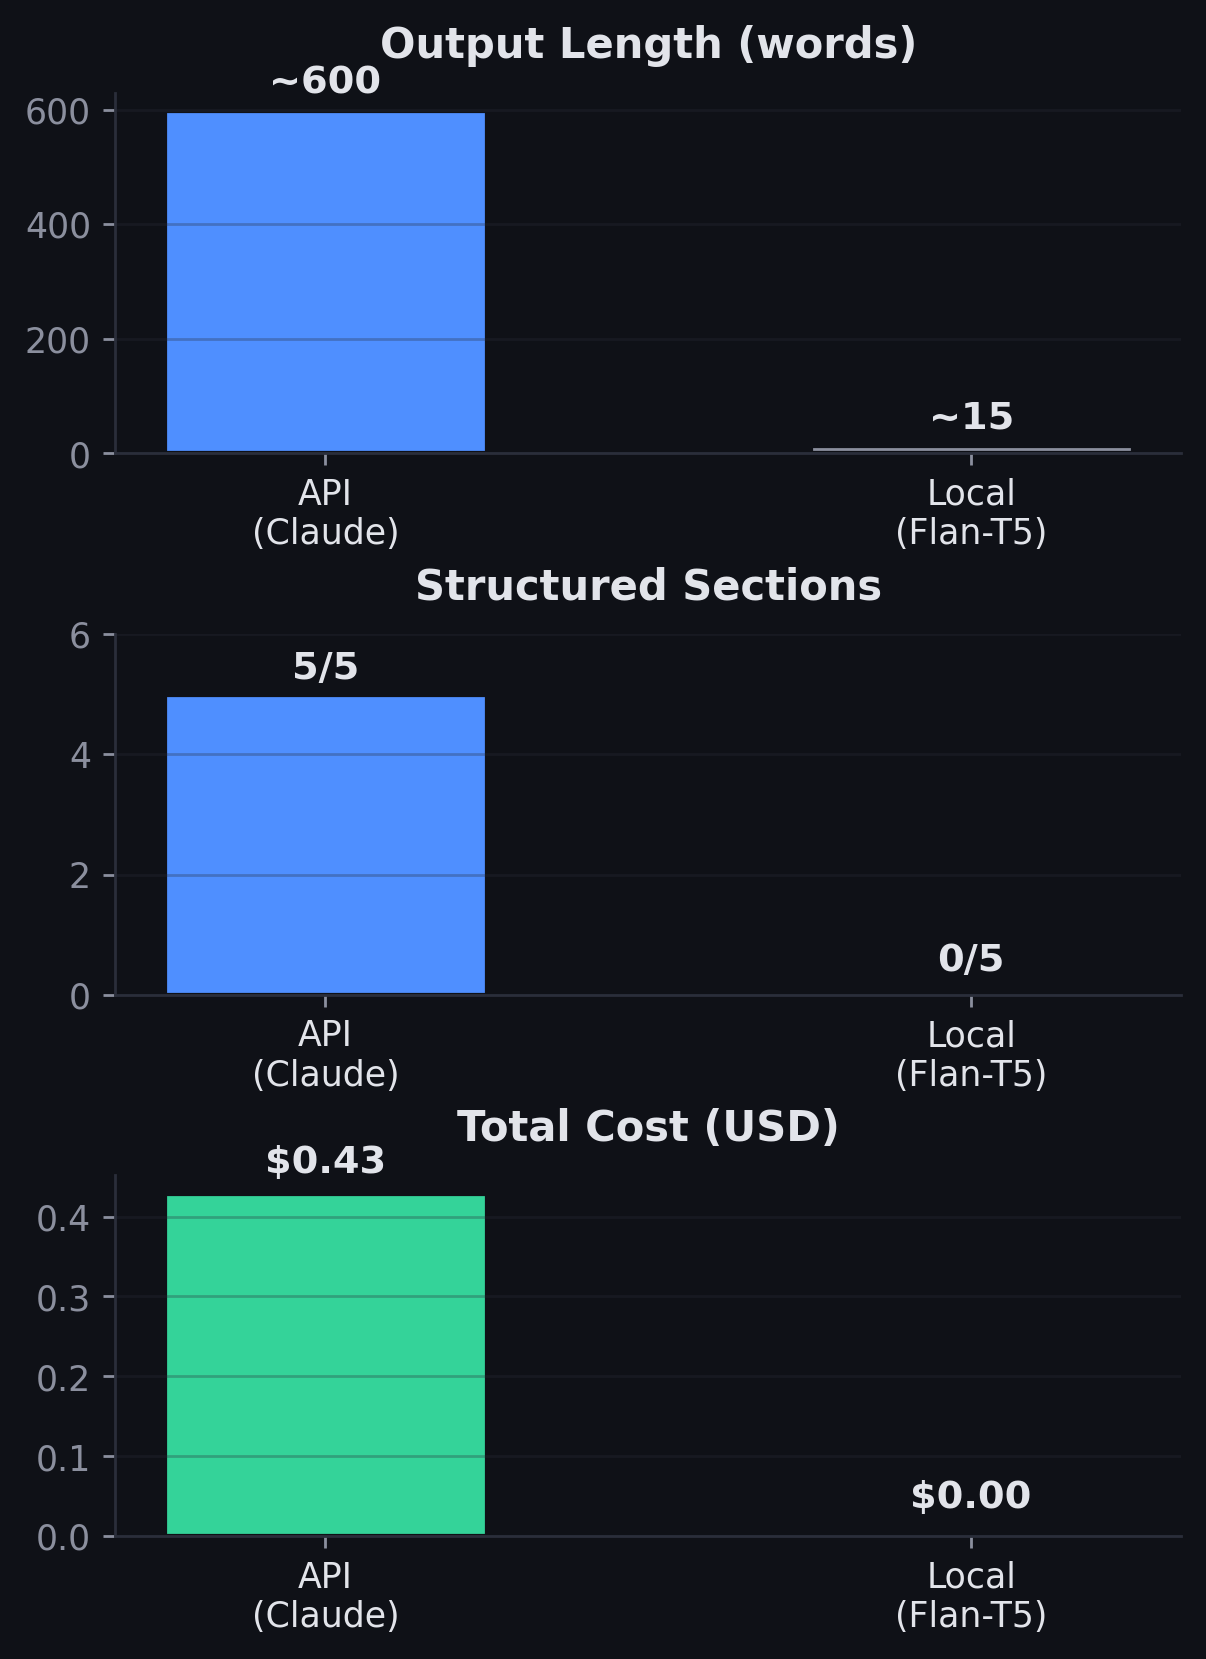 Output Length (words)
~600
600
400
200
0
~15
API
(Claude)
Local
(Flan-T5)
Structured Sections
6
5/5
4
2
0
0/5
API
(Claude)
Local
(Flan-T5)
Total Cost (USD)
$0.43
0.4
0.3
0.2
0.1
0.0
$0.00
API
(Claude)
Local
(Flan-T5)